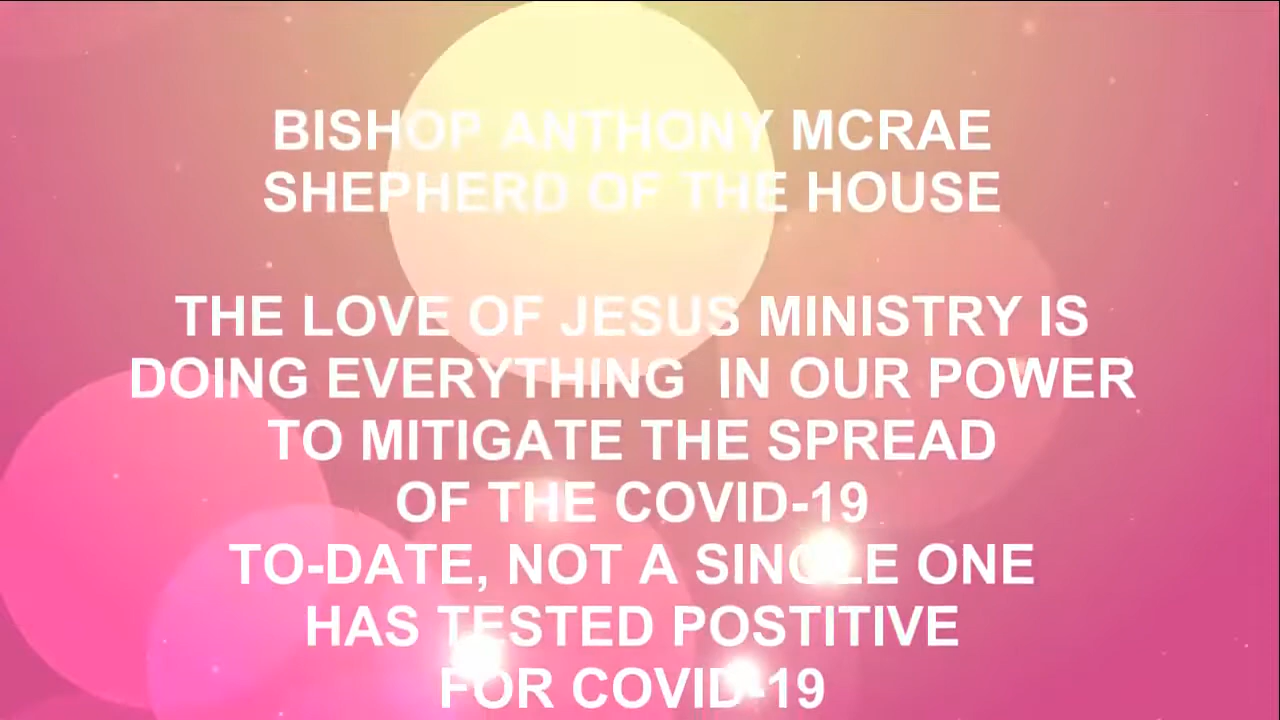 BISHOP ANTHONY MCRAE
SHEPHERD OF THE HOUSE
THE LOVE OF JESUS MINISTRY IS
DOING EVERYTHING IN OUR POWER
TO MITIGATE THE SPREAD
OF THE COVID-19
TO-DATE, NOT A SINGLE ONE
HAS TESTED POSTITIVE
FOR COVID-19